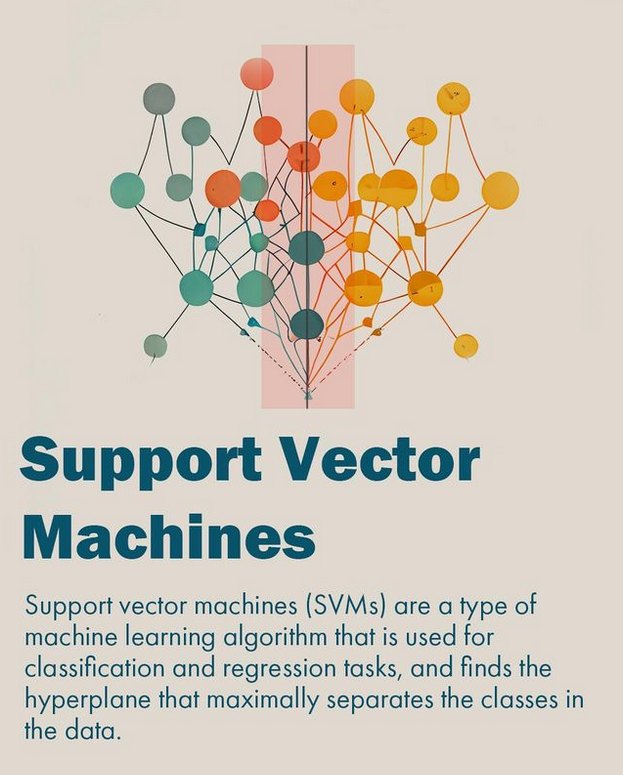 Support Vector
Machines
Support vector machines (SVMs) are a type of
machine learning algorithm that is used for
classification and regression tasks, and finds the
hyperplane that maximally separates the classes in
the data.